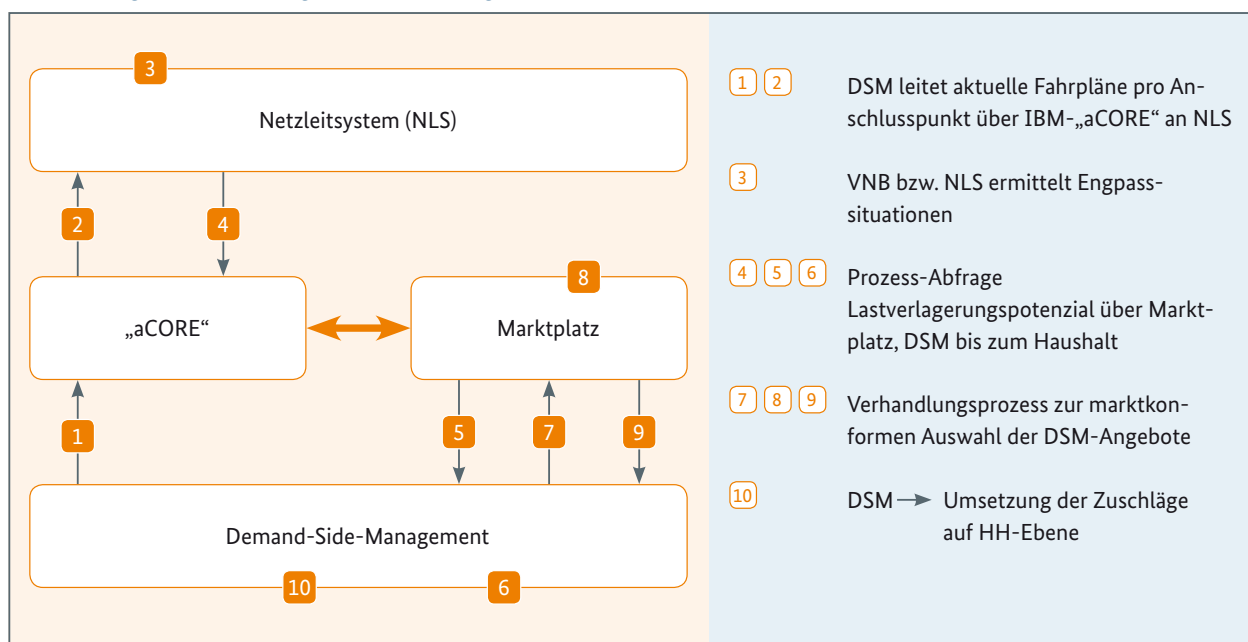 3
Netzleitsystem (NLS)
2
4
8
„aCORE“
Marktplatz
1
5
7
9
Demand-Side-Management
10
6
1 2 DSM leitet aktuelle Fahrpläne pro An-
schlusspunkt über IBM-„aCORE“ an NLS
3 VNB bzw. NLS ermittelt Engpass-
situationen
4 5 6 Prozess-Abfrage
Lastverlagerungspotenzial über Markt-
platz, DSM bis zum Haushalt
7 8 9 Verhandlungsprozess zur marktkon-
formen Auswahl der DSM-Angebote
10 DSM → Umsetzung der Zuschläge
auf HH-Ebene